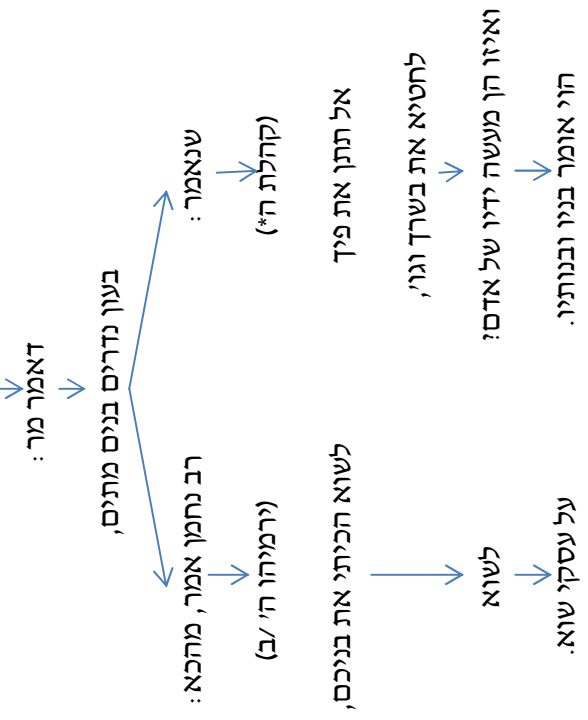 דאמר מר :
בעון נדרים בנים מתים,
שנאמר :
(קהלת ה*)
אל תתן את פיך
לחטיא את בשרך וגו',
ואיזו הן מעשה ידיו של אדם?
הוי אומר בניו ובנותיו.
רב נחמן אמר, מהכא :
(ירמיהו ה' /ב)
לשוא הכיתי את בניכם,
לשוא
על עסקי שוא.